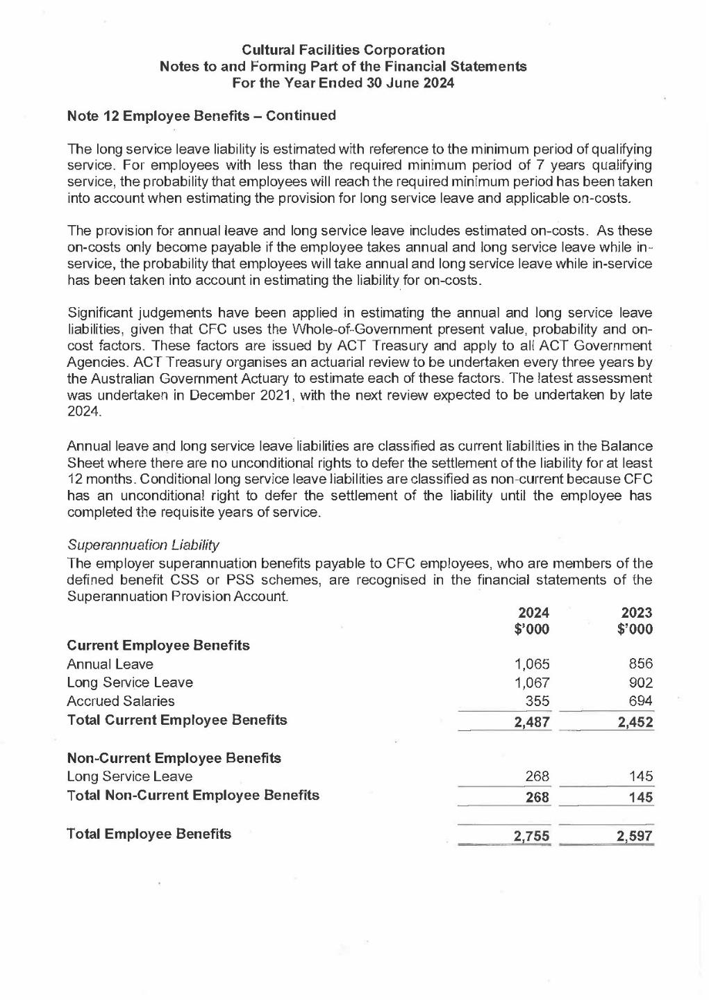 Cultural Facilities Corporation
Notes to and Forming Part of the Financial Statements
For the Year Ended 30 June 2024
Note 12 Employee Benefits – Continued
The long service leave liability is estimated with reference to the minimum period of qualifying
service. For employees with less than the required minimum period of 7 years qualifying
service, the probability that employees will reach the required minimum period has been taken
into account when estimating the provision for long service leave and applicable on-costs.
The provision for annual leave and long service leave includes estimated on-costs. As these
on-costs only become payable if the employee takes annual and long service leave while in-
service, the probability that employees will take annual and long service leave while in-service
has been taken into account in estimating the liability for on-costs.
Significant judgements have been applied in estimating the annual and long service leave
liabilities, given that CFC uses the Whole-of-Government present value, probability and on-
cost factors. These factors are issued by ACT Treasury and apply to all ACT Government
Agencies. ACT Treasury organises an actuarial review to be undertaken every three years by
the Australian Government Actuary to estimate each of these factors. The latest assessment
was undertaken in December 2021, with the next review expected to be undertaken by late
2024.
Annual leave and long service leave liabilities are classified as current liabilities in the Balance
Sheet where there are no unconditional rights to defer the settlement of the liability for at least
12 months. Conditional long service leave liabilities are classified as non-current because CFC
has an unconditional right to defer the settlement of the liability until the employee has
completed the requisite years of service.
Superannuation Liability
The employer superannuation benefits payable to CFC employees, who are members of the
defined benefit CSS or PSS schemes, are recognised in the financial statements of the
Superannuation Provision Account.
2024 2023
$'000 $'000
Current Employee Benefits
Annual Leave 1,065 856
Long Service Leave 1,067 902
Accrued Salaries 355 694
Total Current Employee Benefits 2,487 2,452
Non-Current Employee Benefits
Long Service Leave 268 145
Total Non-Current Employee Benefits 268 145
Total Employee Benefits 2,755 2,597